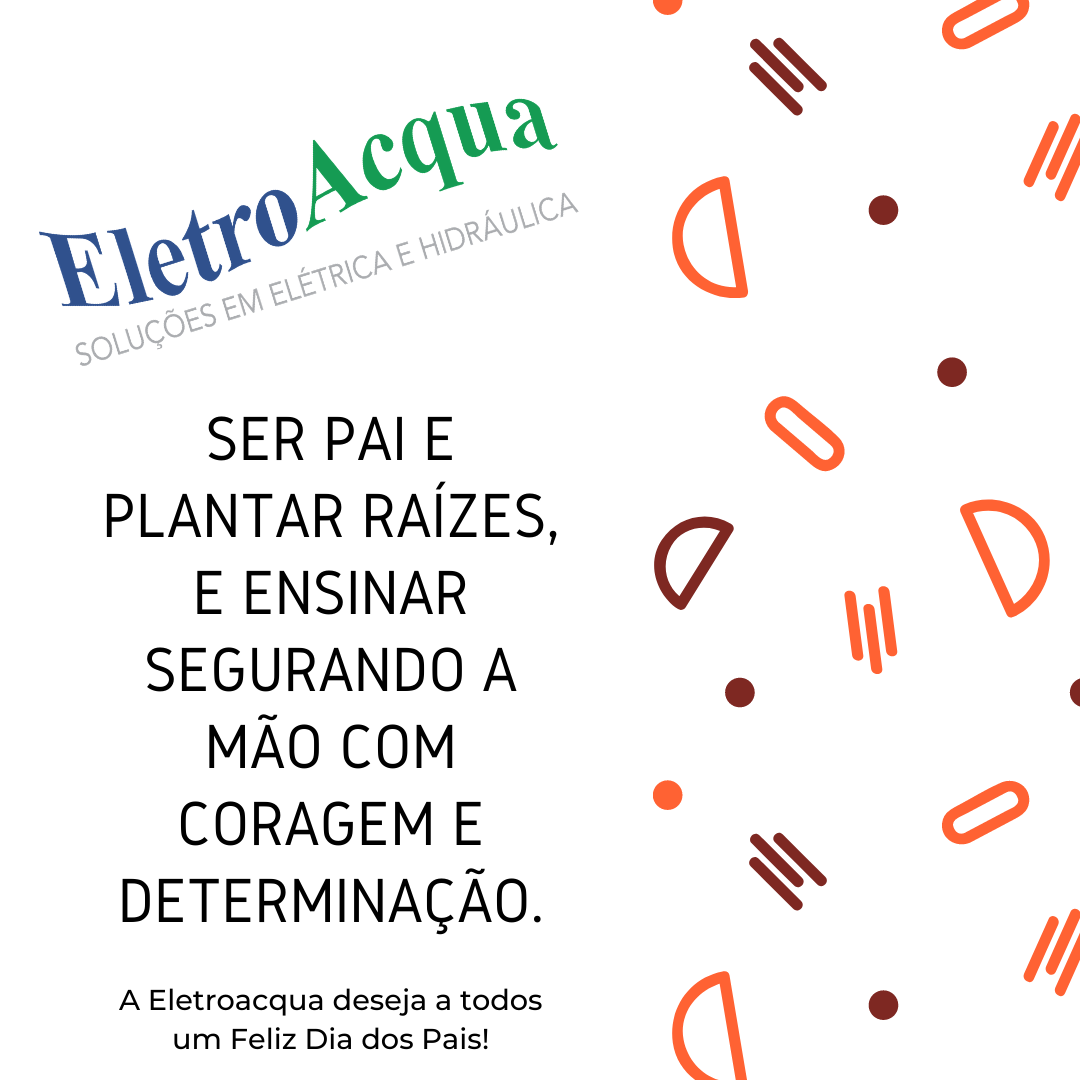 EletroAcqua
SOLUÇÕES EM ELÉTRICA E HIDRÁULICA
SER PAI E
PLANTAR RAÍZES,
E ENSINAR
SEGURANDO A
MÃO COM
CORAGEM E
DETERMINAÇÃO.
A Eletroacqua deseja a todos
um Feliz Dia dos Pais!